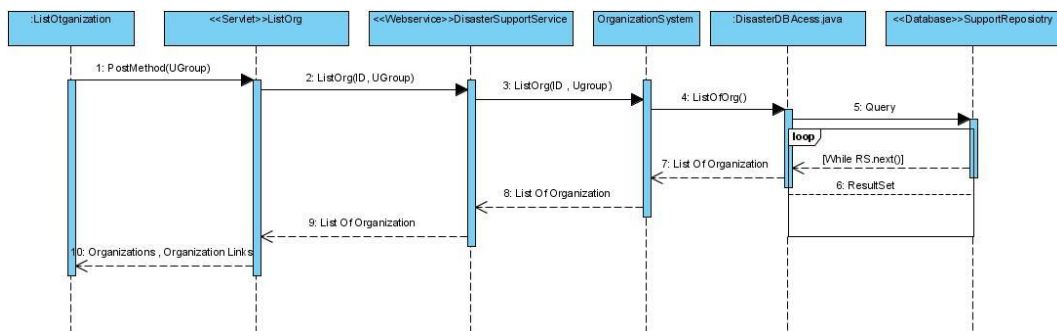 :ListOtganization
<<Servlet>>ListOrg
<<Webservice>>DisasterSupportService
OrganizationSystem
:DisasterDBAcess.java
<<Database>>SupportReposiotry
1: PostMethod(UGroup)
2: ListOrg(ID, UGroup)
3: ListOrg(ID , Ugroup)
4: ListOfOrg()
5: Query
loop
[While RS.next()]
7: List Of Organization
6: ResultSet
8: List Of Organization
9: List Of Organization
10: Organizations , Organization Links